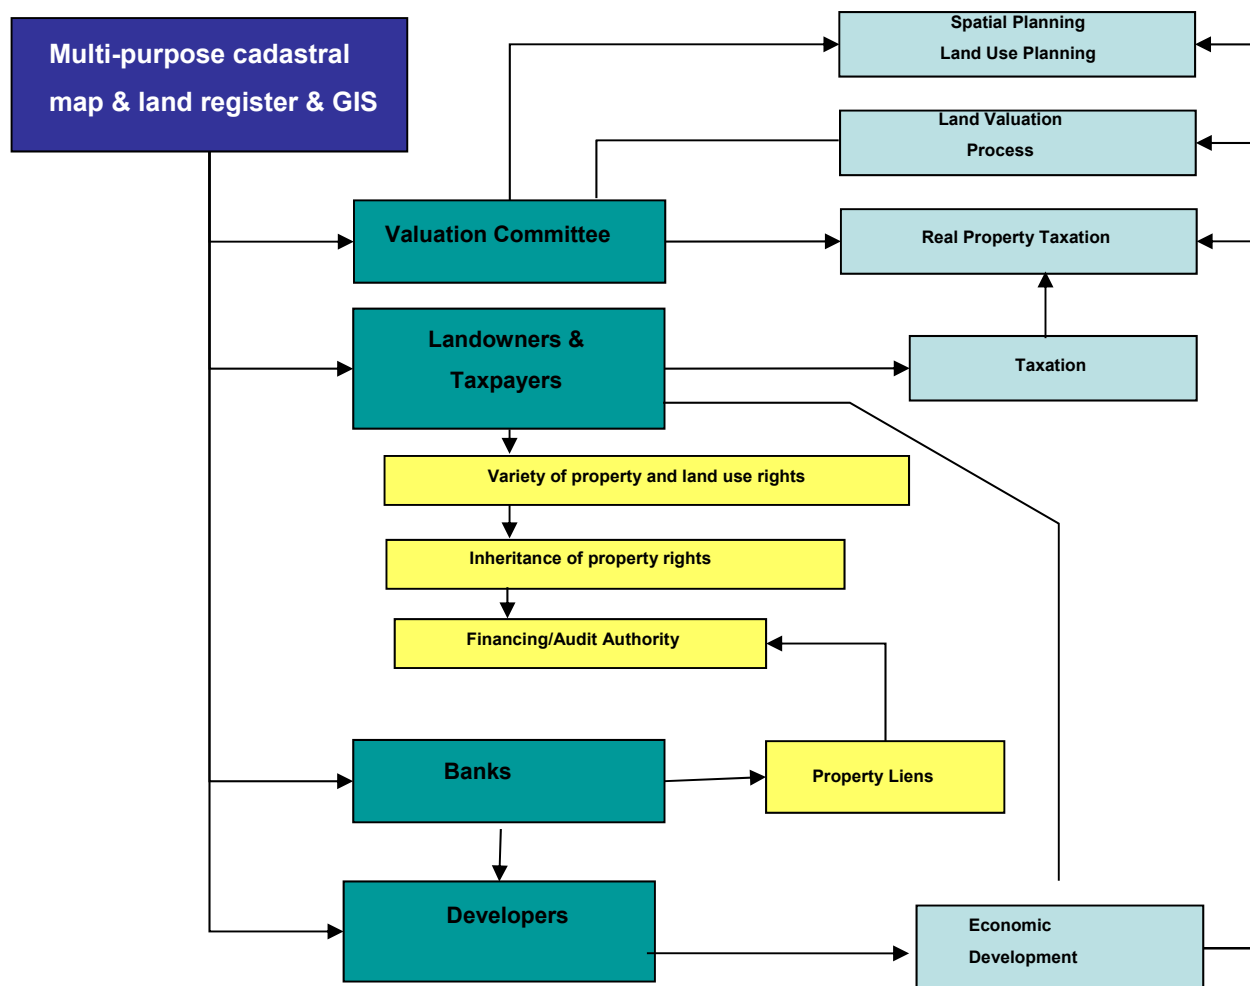 Multi-purpose cadastral
map & land register & GIS
Spatial Planning
Land Use Planning
Land Valuation
Process
Valuation Committee
Real Property Taxation
Landowners &
Taxpayers
Taxation
Variety of property and land use rights
Inheritance of property rights
Financing/Audit Authority
Banks
Property Liens
Developers
Economic
Development